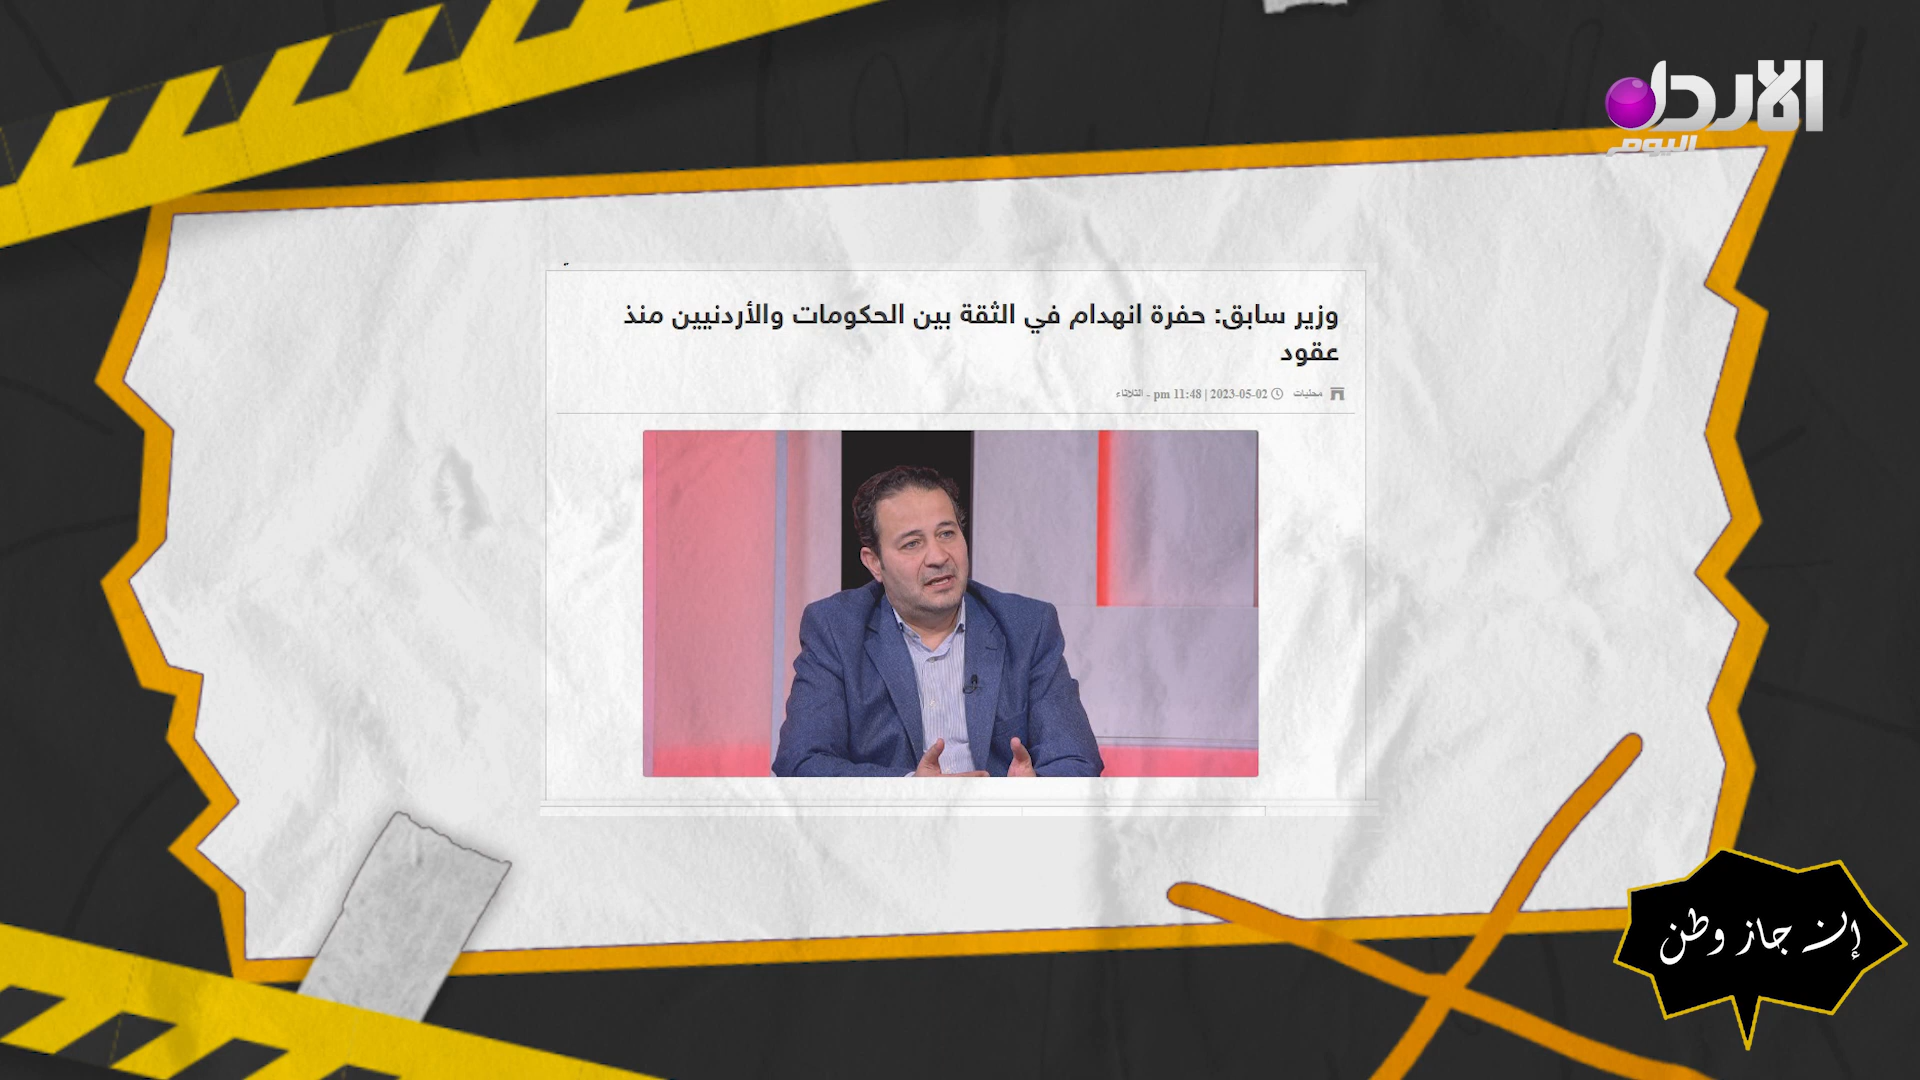 الاردن
اليوم
وزير سابق: حفرة انهدام في الثقة بين الحكومات والأردنيين منذ
عقود
محليات 2023-05-02 | 11:48 pm - الثلاثاء
إن جاز وطن